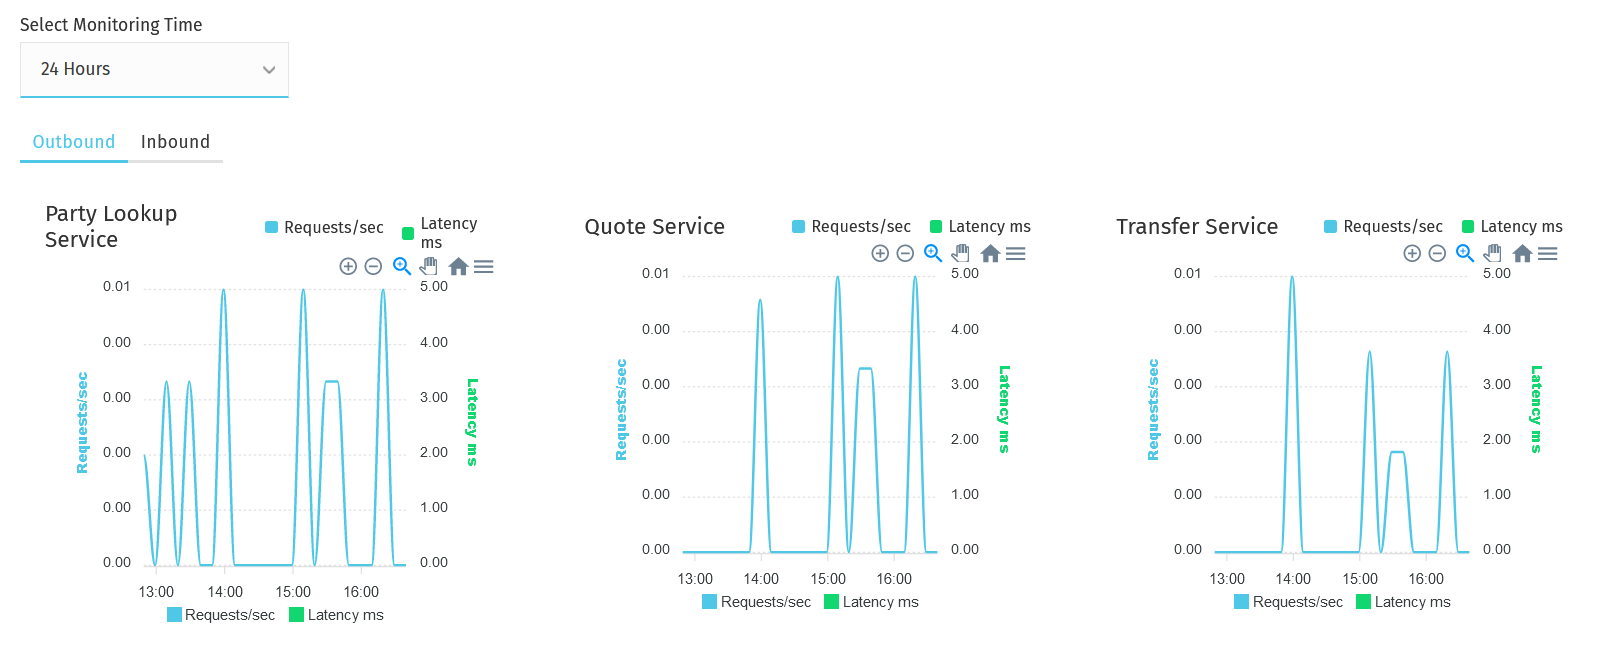 Select Monitoring Time
24 Hours
Outbound
Inbound
Party Lookup
Service
Requests/sec
Latency
ms
0.01
0.00
0.00
0.00
0.00
0.00
Requests/sec
5.00
4.00
3.00
2.00
1.00
0.00
Latency ms
13:00 14:00 15:00 16:00
Requests/sec Latency ms
Quote Service
Requests/sec
Latency ms
0.01
0.00
0.00
0.00
0.00
0.00
Requests/sec
5.00
4.00
3.00
2.00
1.00
0.00
Latency ms
13:00 14:00 15:00 16:00
Requests/sec Latency ms
Transfer Service
Requests/sec
Latency ms
0.01
0.00
0.00
0.00
0.00
0.00
Requests/sec
5.00
4.00
3.00
2.00
1.00
0.00
Latency ms
13:00 14:00 15:00 16:00
Requests/sec Latency ms